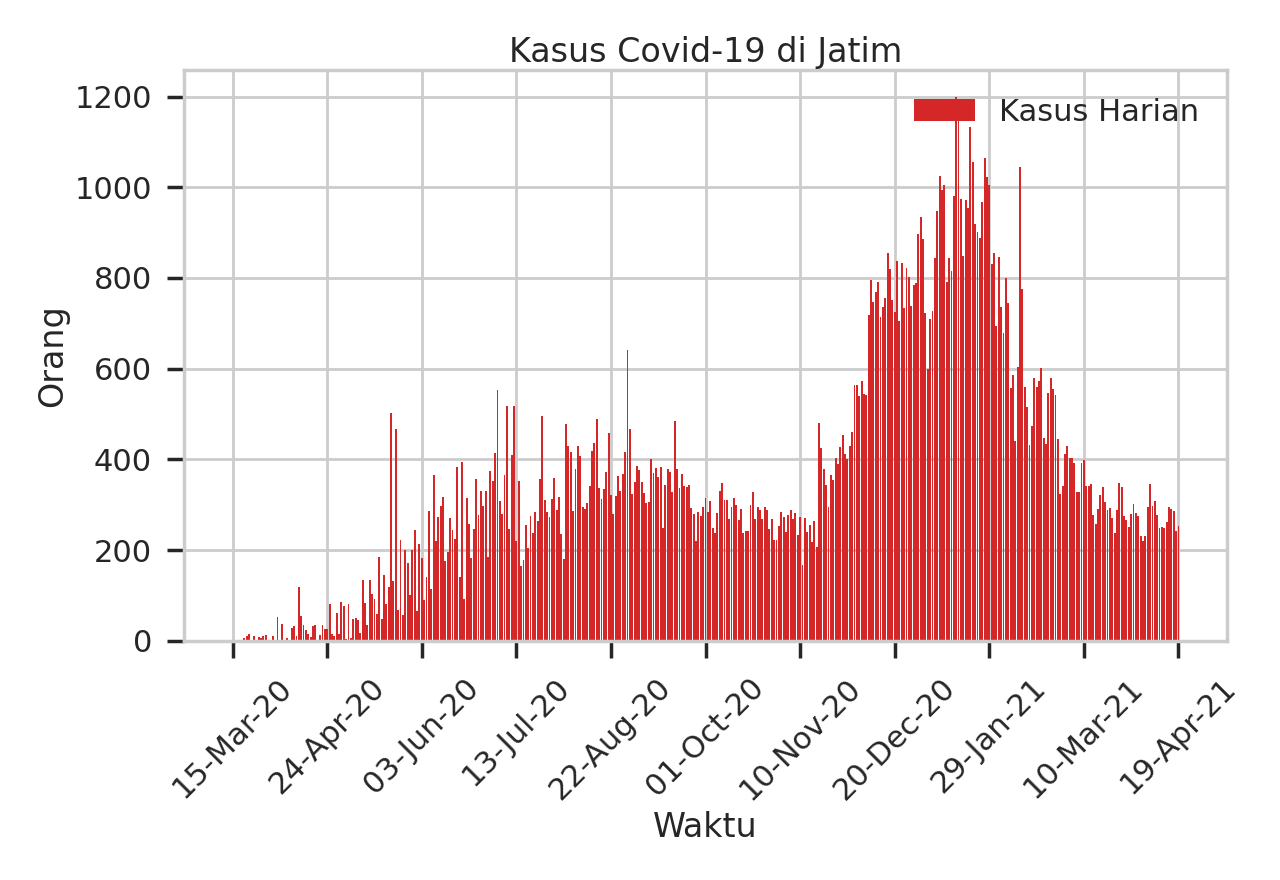 Kasus Covid-19 di Jatim
Kasus Harian
1200
1000
800
600
400
200
0
Orang
15-Mar-20
24-Apr-20
03-Jun-20
13-Jul-20
22-Aug-20
01-Oct-20
10-Nov-20
20-Dec-20
29-Jan-21
10-Mar-21
19-Apr-21
Waktu